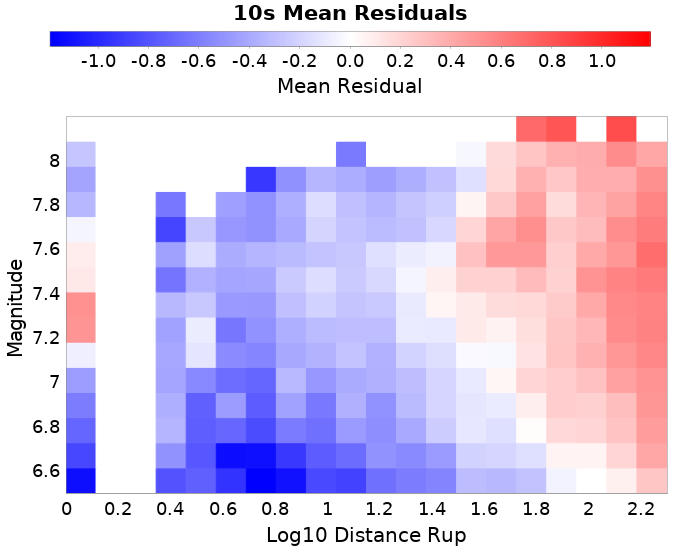 10s Mean Residuals
-1.0 -0.8 -0.6 -0.4 -0.2 0.0 0.2 0.4 0.6 0.8 1.0
Mean Residual
8
7.8
7.6
7.4
7.2
7
6.8
6.6
Magnitude
0 0.2 0.4 0.6 0.8 1 1.2 1.4 1.6 1.8 2 2.2
Log10 Distance Rup